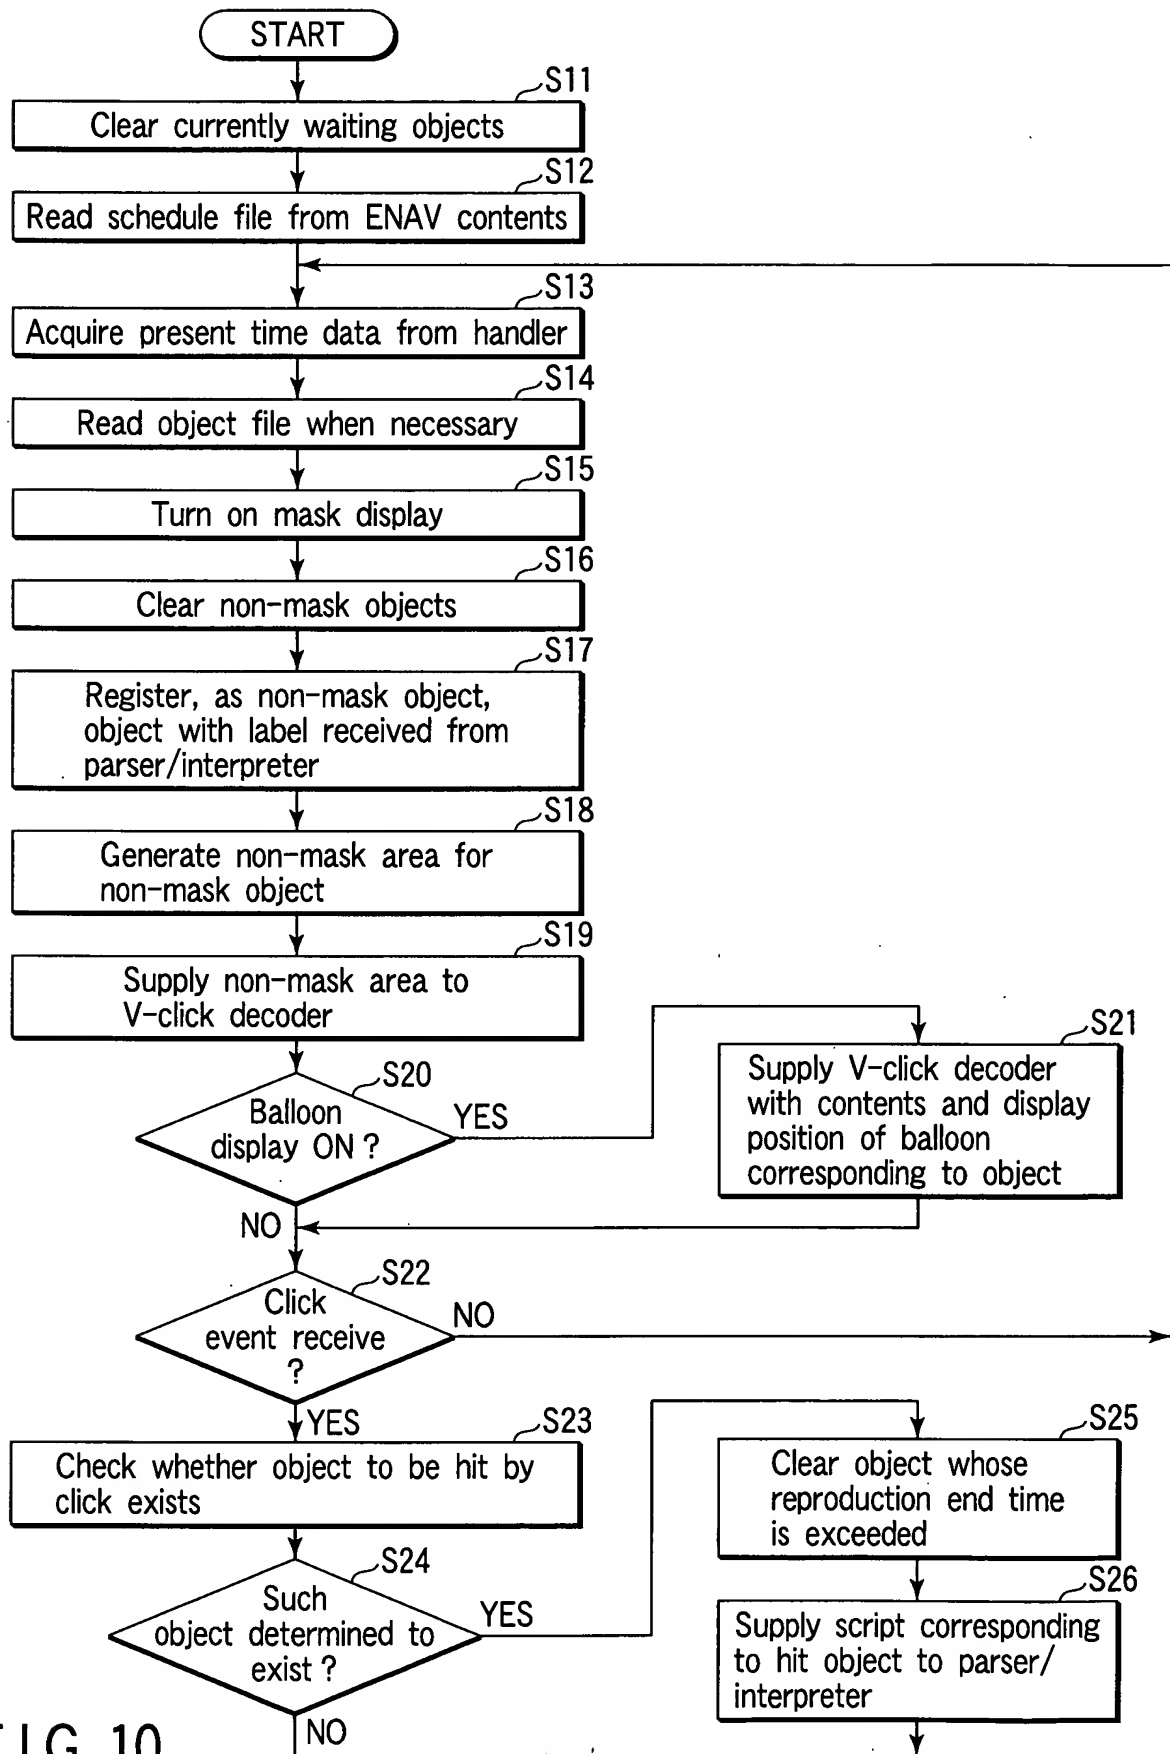 START
S11
Clear currently waiting objects
S12
Read schedule file from ENAV contents
S13
Acquire present time data from handler
S14
Read object file when necessary
S15
Turn on mask display
S16
Clear non-mask objects
S17
Register, as non-mask object,
object with label received from
parser/interpreter
S18
Generate non-mask area for
non-mask object
S19
Supply non-mask area to
V-click decoder
S20
Balloon
display ON ?
YES
NO
S21
Supply V-click decoder
with contents and display
position of balloon
corresponding to object
S22
Click
event receive
?
NO
YES
S23
Check whether object to be hit by
click exists
S24
Such
object determined to
exist ?
YES
NO
S25
Clear object whose
reproduction end time
is exceeded
S26
Supply script corresponding
to hit object to parser/
interpreter
FIG. 10